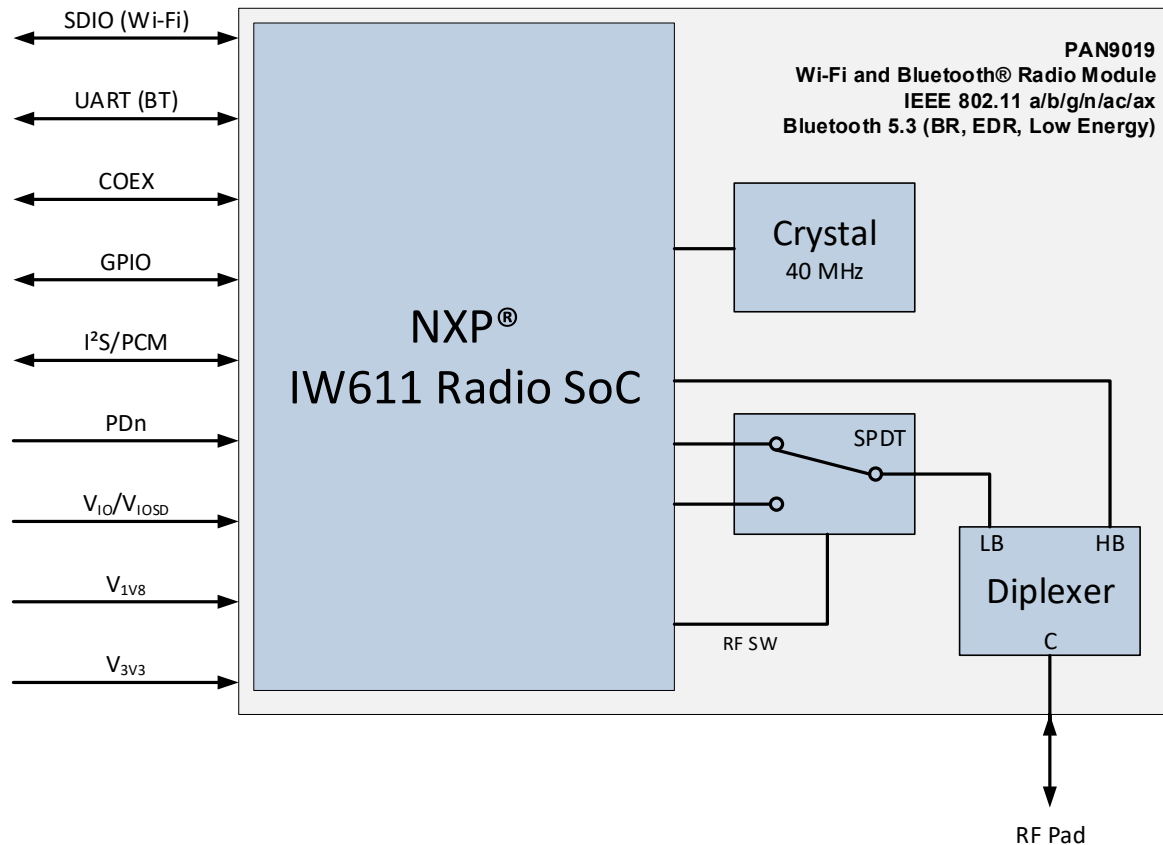 SDIO (Wi-Fi)
UART (BT)
COEX
GPIO
I²S/PCM
PDn
VIO/VIOSD
V1V8
V3V3
PAN9019
Wi-Fi and Bluetooth® Radio Module
IEEE 802.11 a/b/g/n/ac/ax
Bluetooth 5.3 (BR, EDR, Low Energy)
NXP®
IW611 Radio SoC
Crystal
40 MHz
SPDT
RF SW
LB HB
Diplexer
C
RF Pad